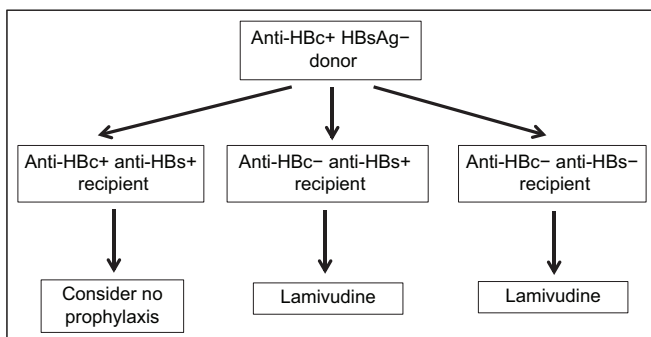 Anti-HBc+ HBsAg−
donor
Anti-HBc+ anti-HBs+
recipient
Anti-HBc− anti-HBs+
recipient
Anti-HBc− anti-HBs−
recipient
Consider no
prophylaxis
Lamivudine
Lamivudine